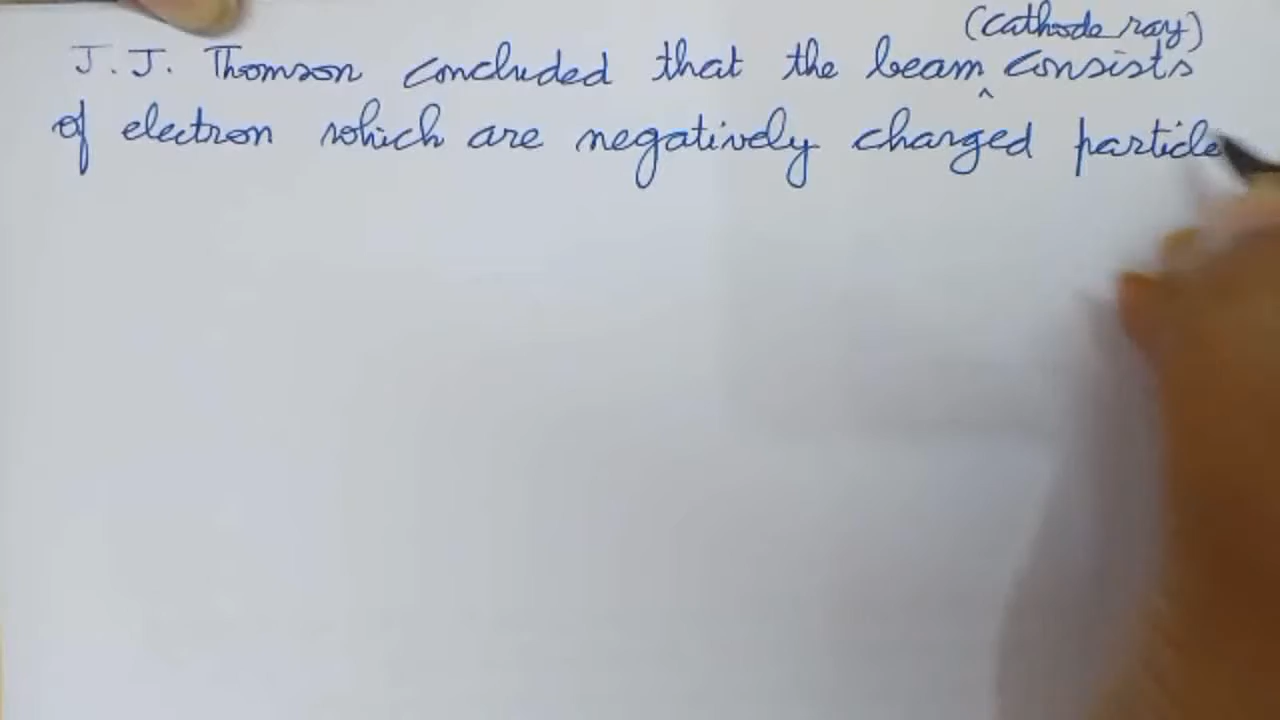 (cathode ray)
J. J. Thomson concluded that the beam ^ consists
of electron which are negatively charged particle